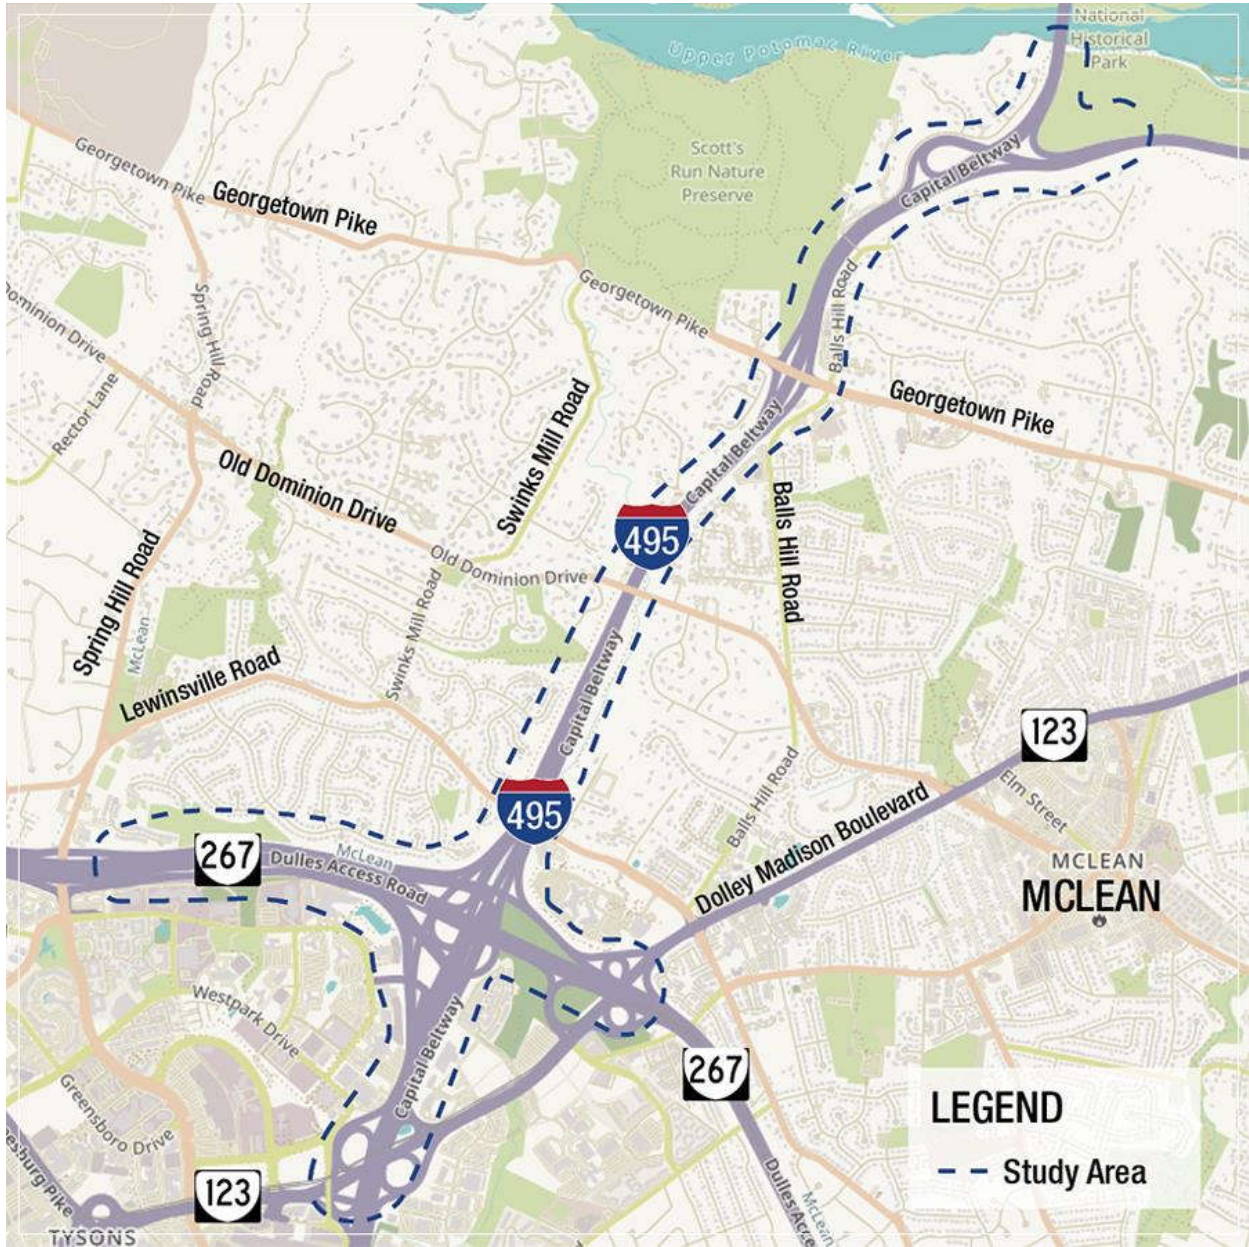 National
Historical
Park
Upper Potomac River
Scott's
Run Nature
Preserve
Capital Beltway
Georgetown Pike
Georgetown Pike
Georgetown Pike
Spring Hill
Road
Balls Hill Road
Dominion Drive
Rector Lane
Georgetown Pike
Capital Beltway
Swinks Mill Road
Old Dominion Drive
495
Balls Hill Road
Old Dominion Drive
Spring Hill Road
McLean
Swinks Mill Road
Lewinsville Road
Capital Beltway
123
Elm Street
495
Balls Hill Road
Dolley Madison Boulevard
267
McLean
Dulles Access Road
MCLEAN
MCLEAN
Westpark Drive
Capital Beltway
Greensboro Drive
267
LEGEND
Study Area
esburg Pike
123
Dulles Acce
McLean
TYSONS